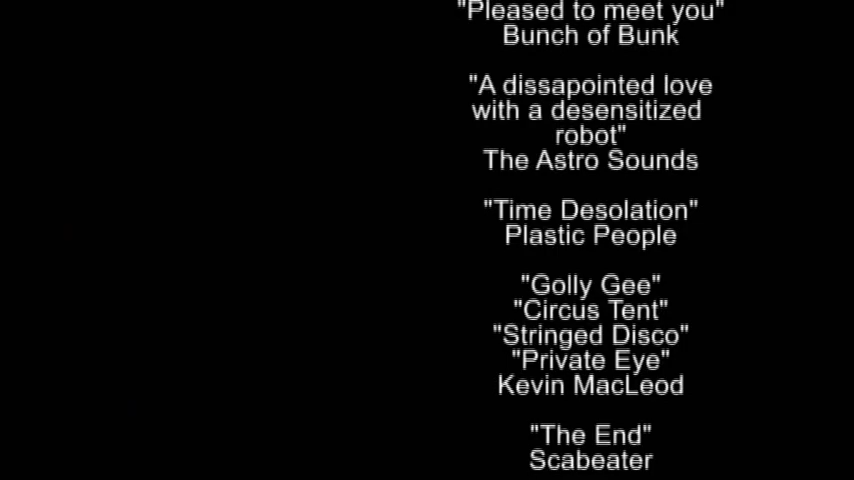 "Pleased to meet you"
Bunch of Bunk
"A dissapointed love
with a desensitized
robot"
The Astro Sounds
"Time Desolation"
Plastic People
"Golly Gee"
"Circus Tent"
"Stringed Disco"
"Private Eye"
Kevin MacLeod
"The End"
Scabeater